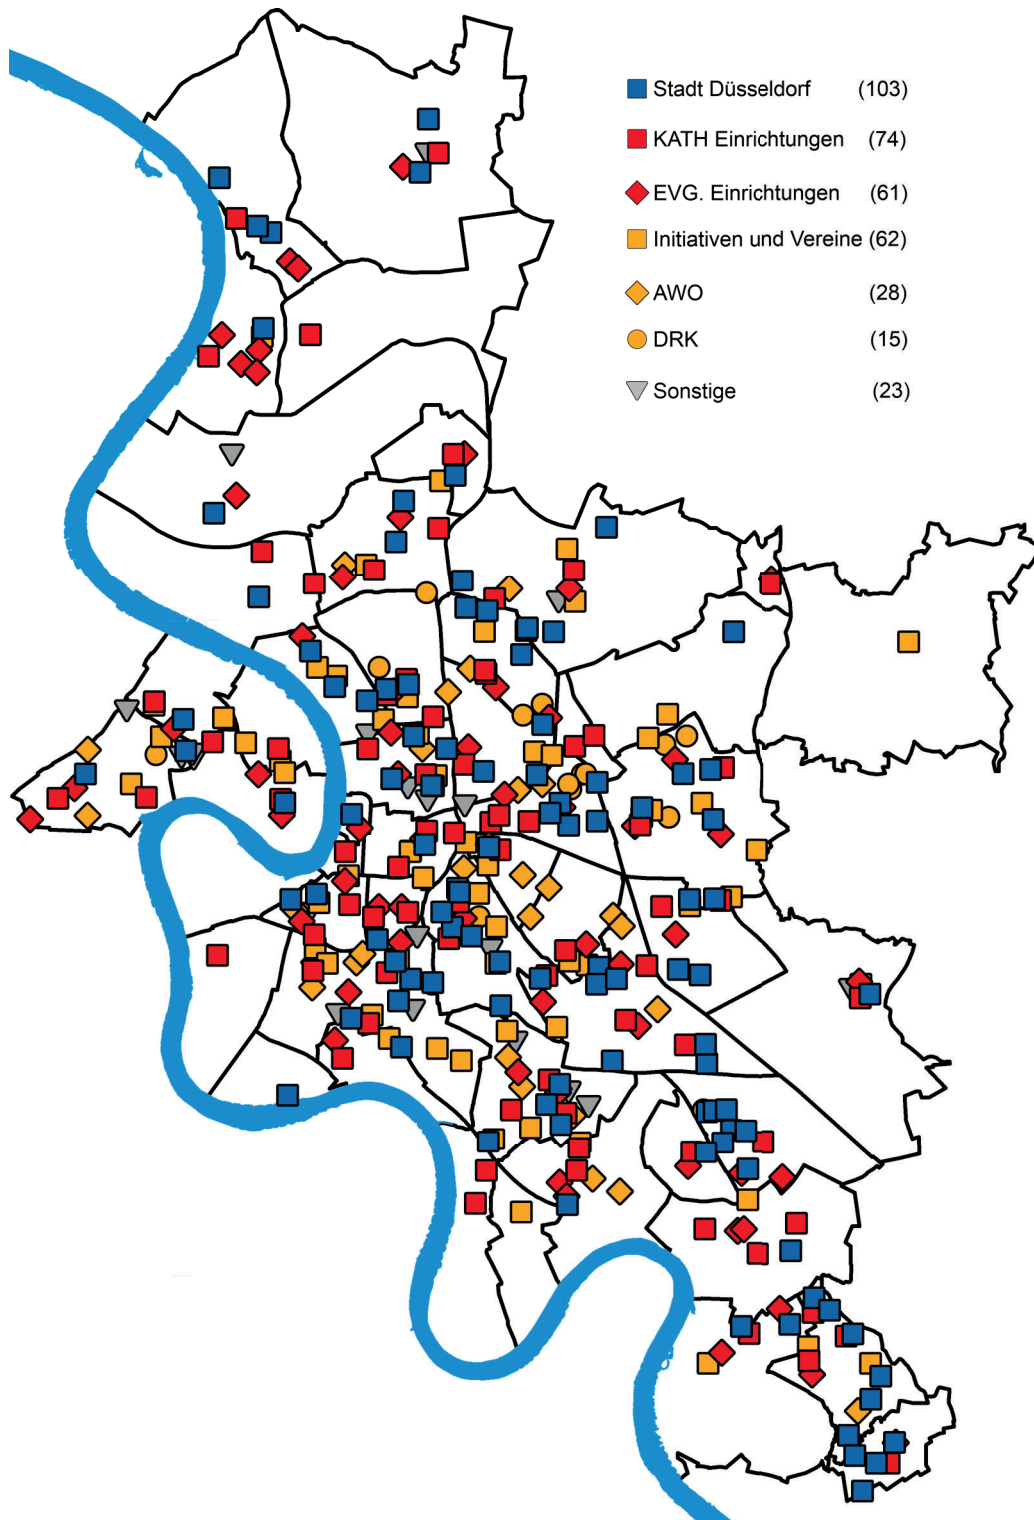 Stadt Düsseldorf (103)
KATH Einrichtungen (74)
EVG. Einrichtungen (61)
Initiativen und Vereine (62)
AWO (28)
DRK (15)
Sonstige (23)